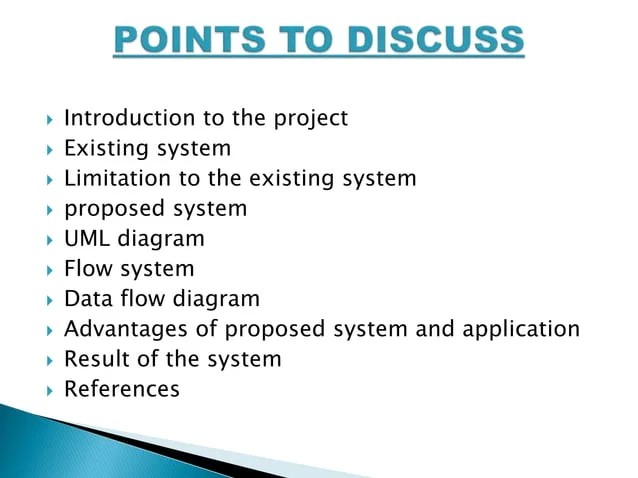 POINTS TO DISCUSS
Introduction to the project
Existing system
Limitation to the existing system
proposed system
UML diagram
Flow system
Data flow diagram
Advantages of proposed system and application
Result of the system
References